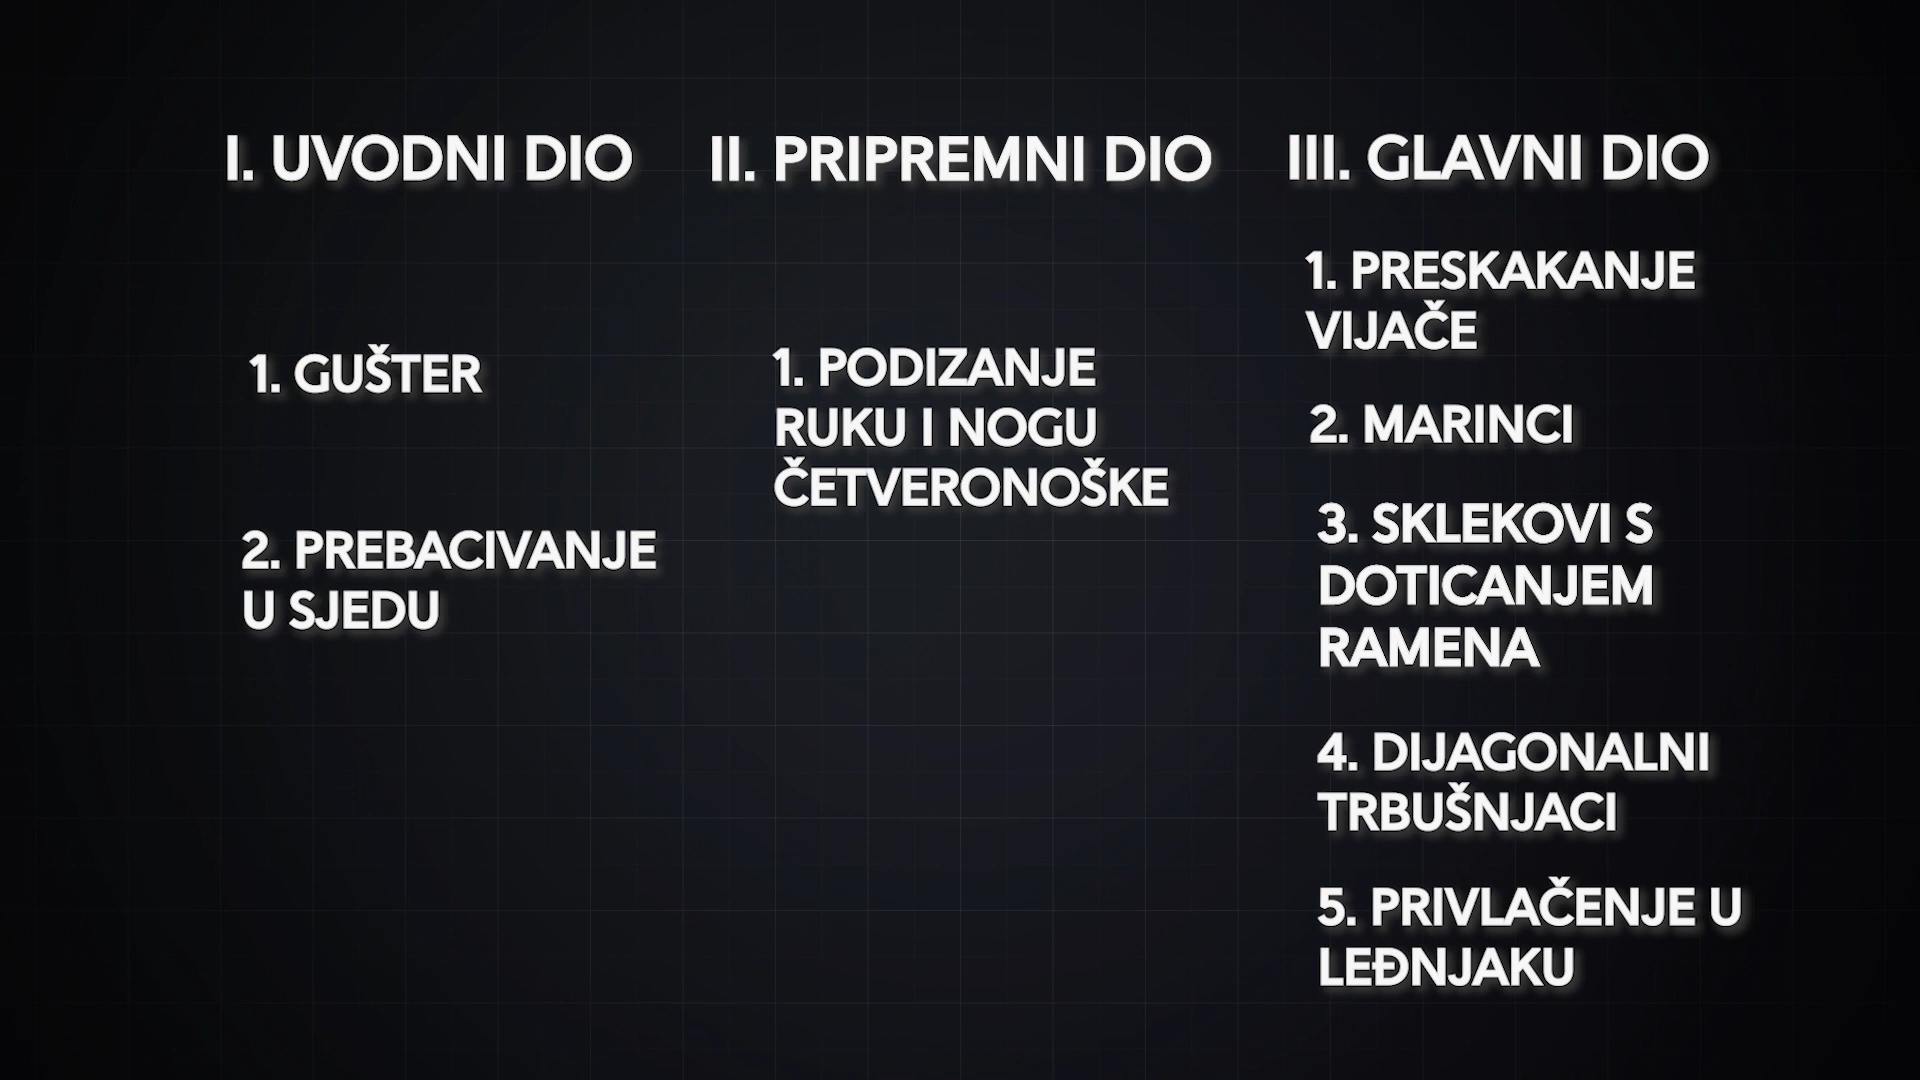 I. UVODNI DIO
1. GUŠTER
2. PREBACIVANJE
U SJEDU
II. PRIPREMNI DIO
1. PODIZANJE
RUKU I NOGU
ČETVERONOŠKE
III. GLAVNI DIO
1. PRESKAKANJE
VIJAČE
2. MARINCI
3. SKLEKOVI S
DOTICANJEM
RAMENA
4. DIJAGONALNI
TRBUŠNJACI
5. PRIVLAČENJE U
LEĐNJAKU